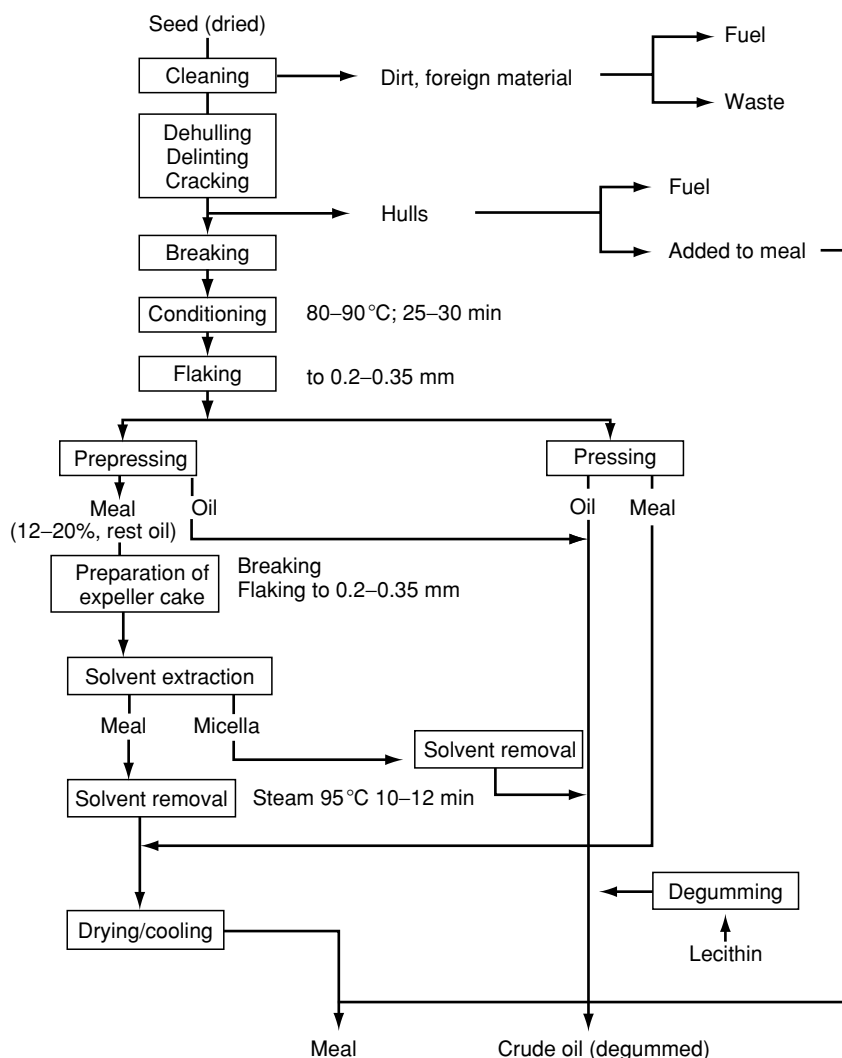 Seed (dried)
Fuel
Cleaning
Dirt, foreign material
Waste
Dehulling
Delinting
Cracking
Fuel
Hulls
Breaking
Added to meal
Conditioning
80–90°C; 25–30 min
Flaking
to 0.2–0.35 mm
Prepressing
Pressing
Meal
Oil
Oil
Meal
(12–20%, rest oil)
Preparation of
expeller cake
Breaking
Flaking to 0.2–0.35 mm
Solvent extraction
Meal
Micella
Solvent removal
Solvent removal
Steam 95°C 10–12 min
Degumming
Drying/cooling
Lecithin
Meal
Crude oil (degummed)